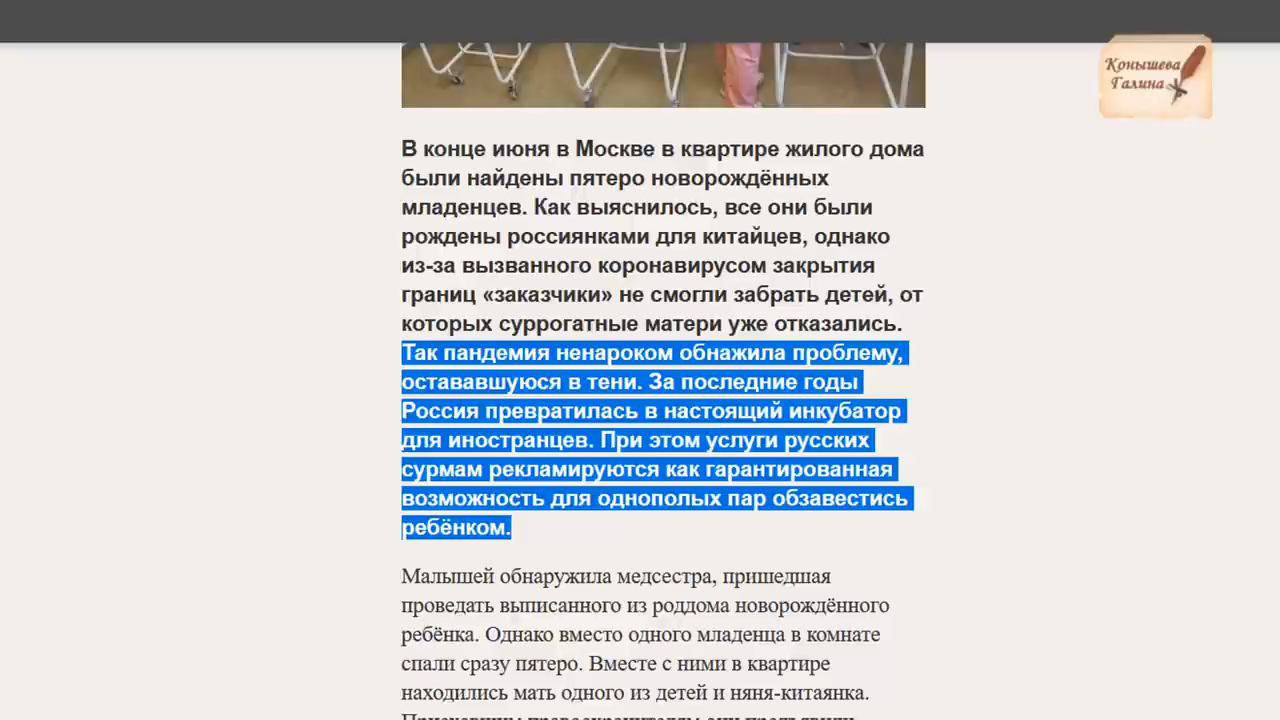 Конышева
Галина
В конце июня в Москве в квартире жилого дома
были найдены пятеро новорождённых
младенцев. Как выяснилось, все они были
рождены россиянками для китайцев, однако
из-за вызванного коронавирусом закрытия
границ «заказчики» не смогли забрать детей, от
которых суррогатные матери уже отказались.
Так пандемия ненароком обнажила проблему,
остававшуюся в тени. За последние годы
Россия превратилась в настоящий инкубатор
для иностранцев. При этом услуги русских
сурмам рекламируются как гарантированная
возможность для однополых пар обзавестись
ребёнком.
Малышей обнаружила медсестра, пришедшая
проведать выписанного из роддома новорождённого
ребёнка. Однако вместо одного младенца в комнате
спали сразу пятеро. Вместе с ними в квартире
находились мать одного из детей и няня-китаянка.